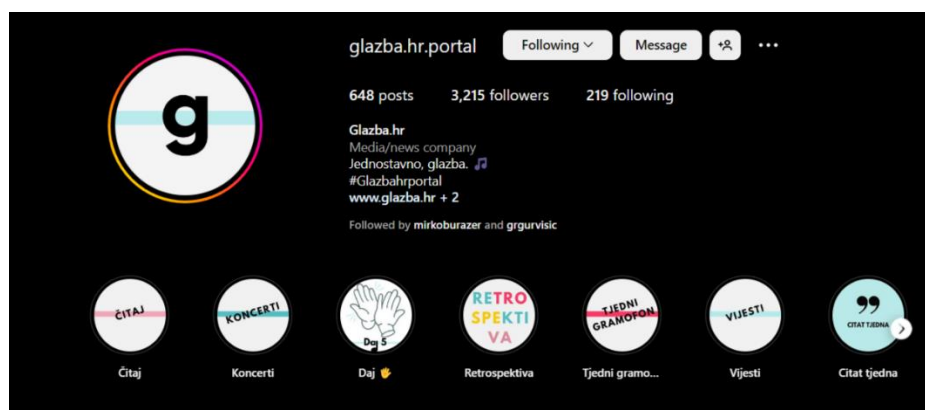 glazba.hr.portal Following Message
648 posts 3,215 followers 219 following
g
Glazba.hr
Media/news company
Jednostavno, glazba. 🎵
#Glazbahrportal
www.glazba.hr + 2
Followed by mirkoburazer and grgurvisic
ČITAJ
KONCERTI
Daj 5
RETRO
SPEKTI
VA
TJEDNI
GRAMOFON
VIJESTI
CITAT TJEDNA
Čitaj Koncerti Daj 🖐 Retrospektiva Tjedni gramo... Vijesti Citat tjedna